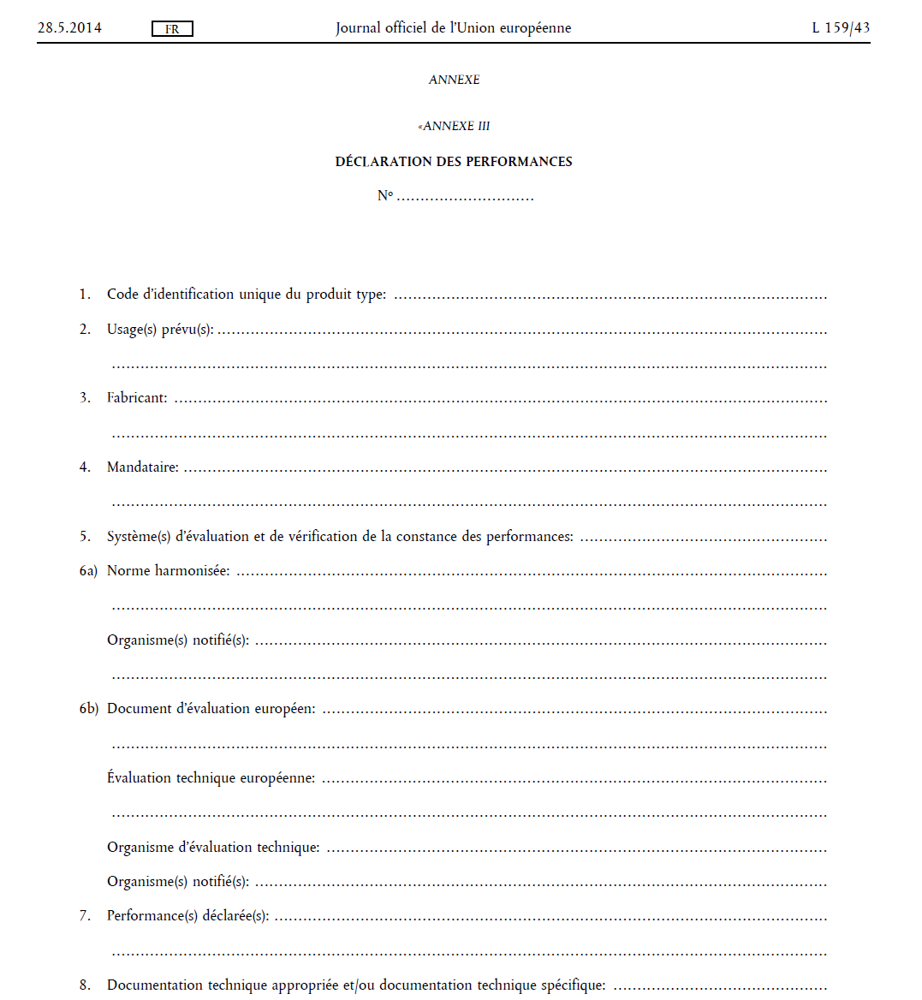 28.5.2014 FR Journal officiel de l'Union européenne L 159/43
ANNEXE
«ANNEXE III
DÉCLARATION DES PERFORMANCES
Nº ............................
1. Code d'identification unique du produit type: ............................................................
2. Usage(s) prévu(s): ............................................................
............................................................
3. Fabricant: ............................................................
............................................................
4. Mandataire: ............................................................
............................................................
5. Système(s) d'évaluation et de vérification de la constance des performances: ............................................................
6a) Norme harmonisée: ............................................................
............................................................
Organisme(s) notifié(s): ............................................................
............................................................
6b) Document d'évaluation européen: ............................................................
............................................................
Évaluation technique européenne: ............................................................
............................................................
Organisme d'évaluation technique: ............................................................
Organisme(s) notifié(s): ............................................................
7. Performance(s) déclarée(s): ............................................................
............................................................
8. Documentation technique appropriée et/ou documentation technique spécifique: ............................................................